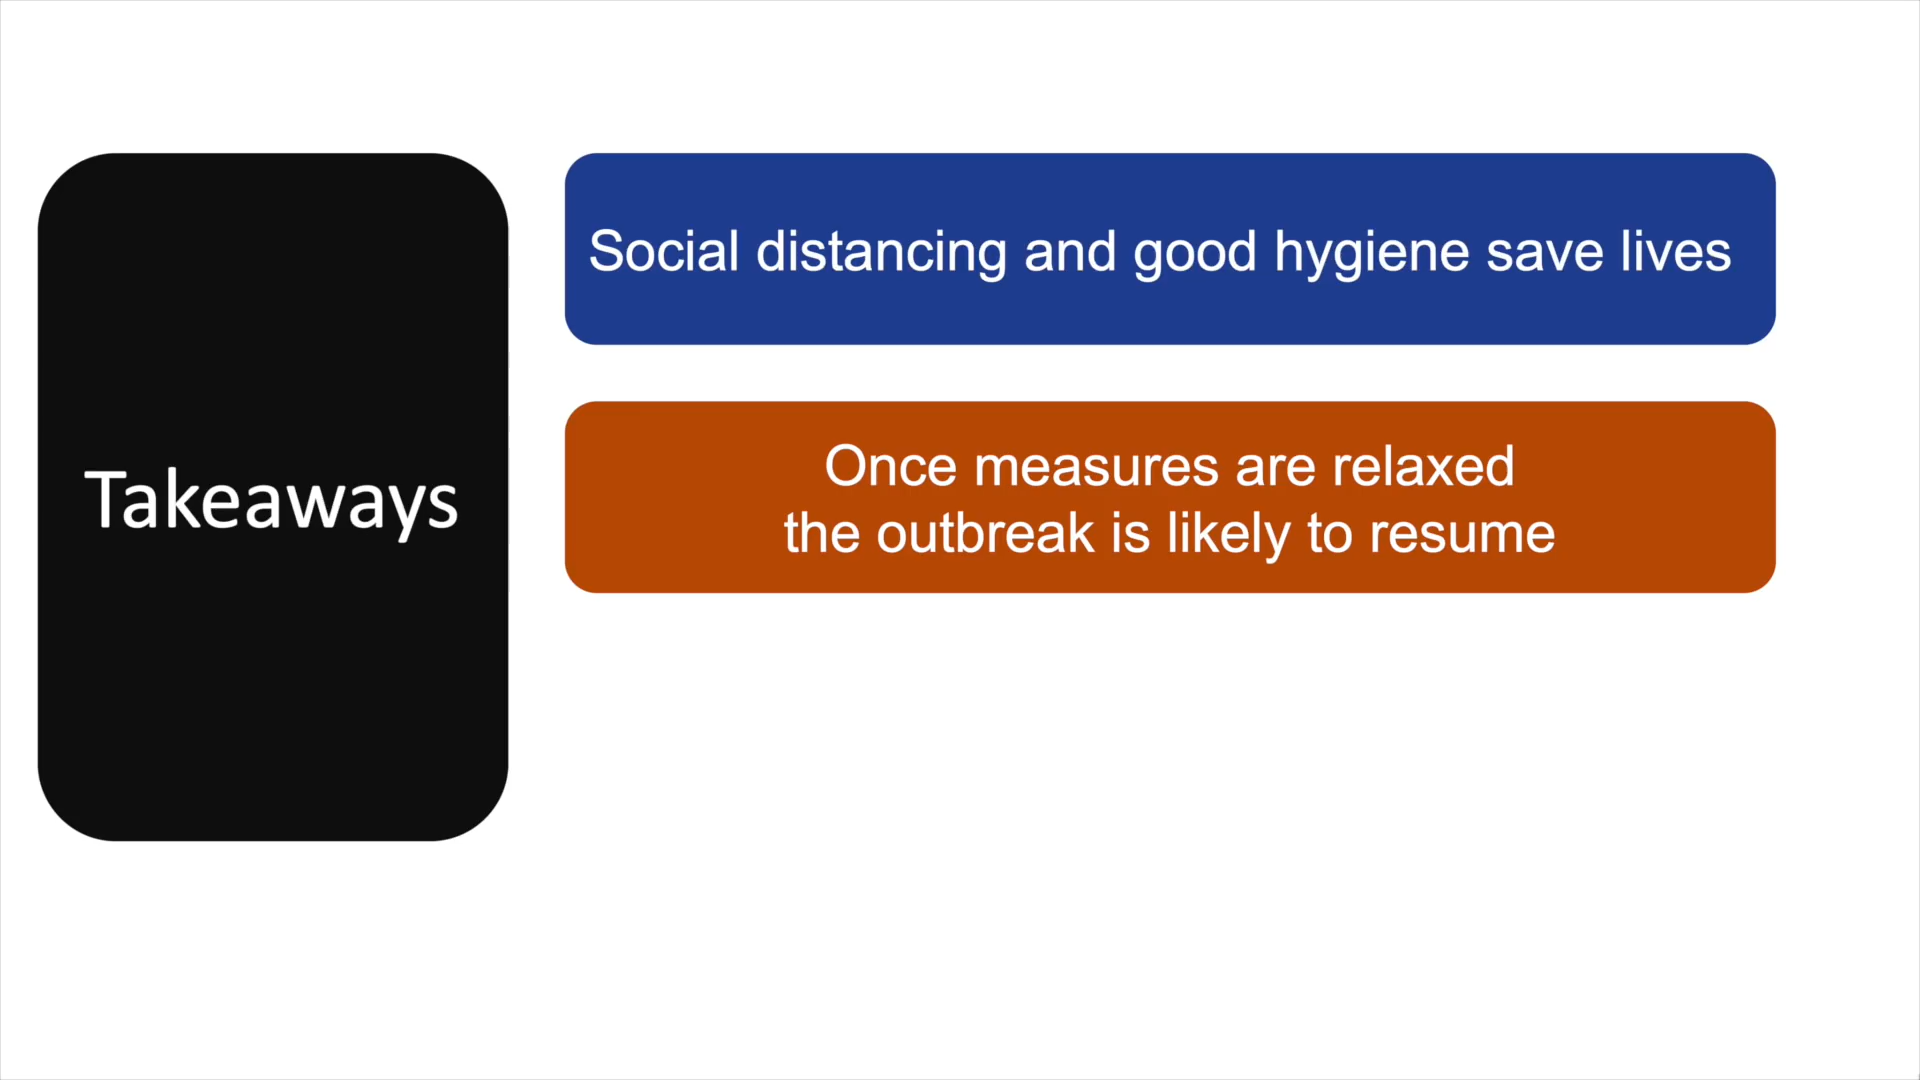 Takeaways
Social distancing and good hygiene save lives
Once measures are relaxed
the outbreak is likely to resume